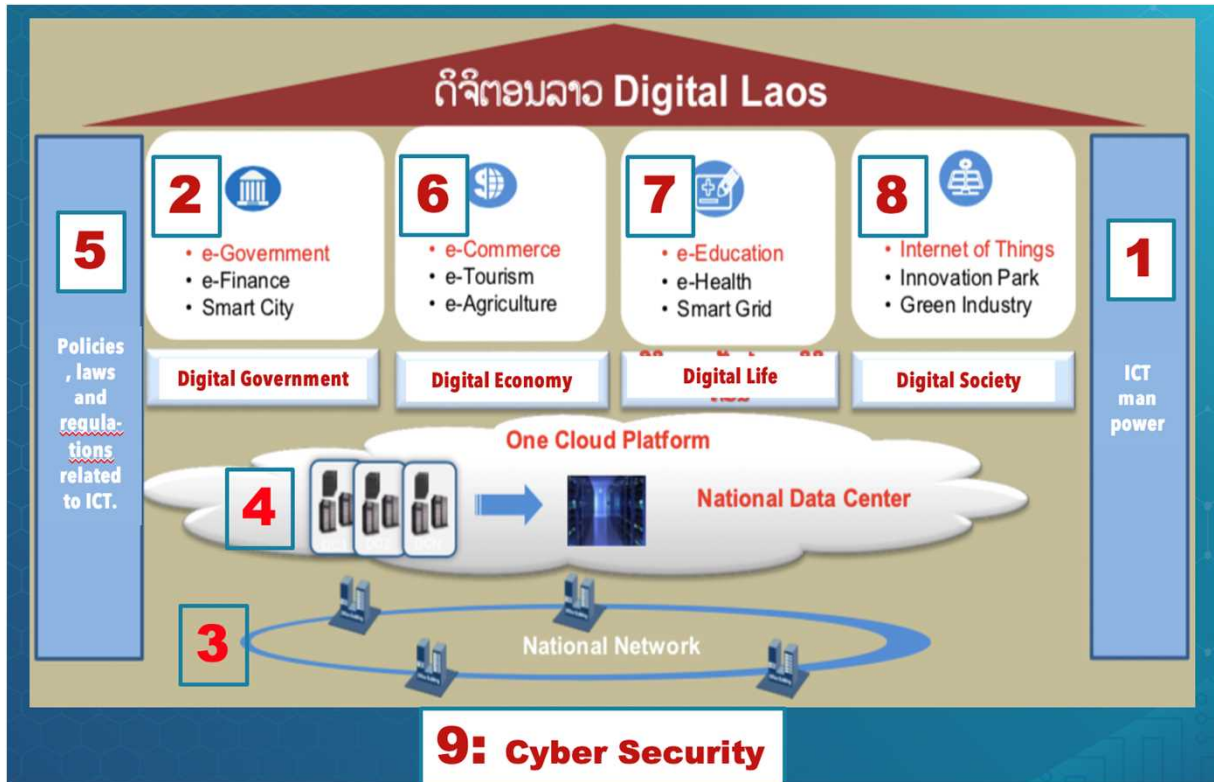 ດິຈິຕອນລາວ Digital Laos
5
Policies
, laws
and
regula-
tions
related
to ICT.
2
• e-Government
• e-Finance
• Smart City
Digital Government
6
• e-Commerce
• e-Tourism
• e-Agriculture
Digital Economy
7
• e-Education
• e-Health
• Smart Grid
Digital Life
8
• Internet of Things
• Innovation Park
• Green Industry
Digital Society
1
ICT
man
power
One Cloud Platform
4
National Data Center
3
National Network
9: Cyber Security